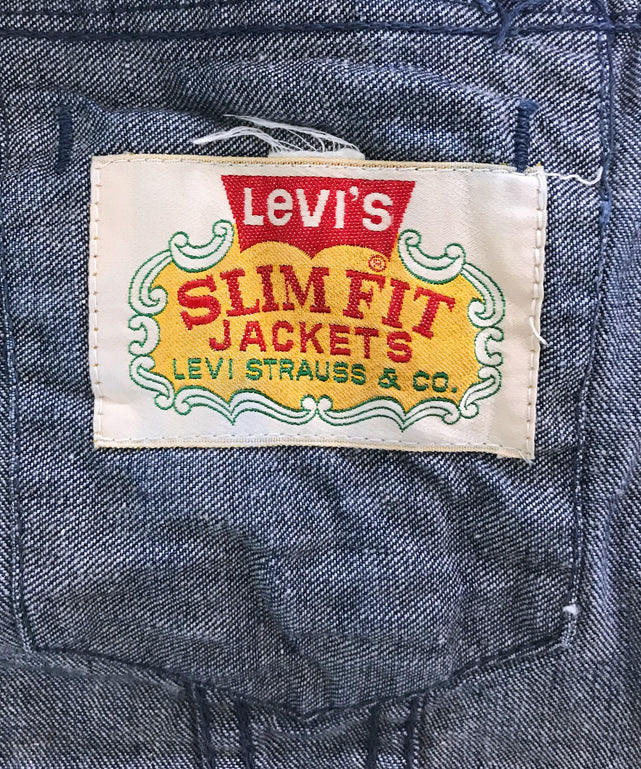 LeVI'S
®
SLIM FIT
JACKETS
LEVI STRAUSS & CO.